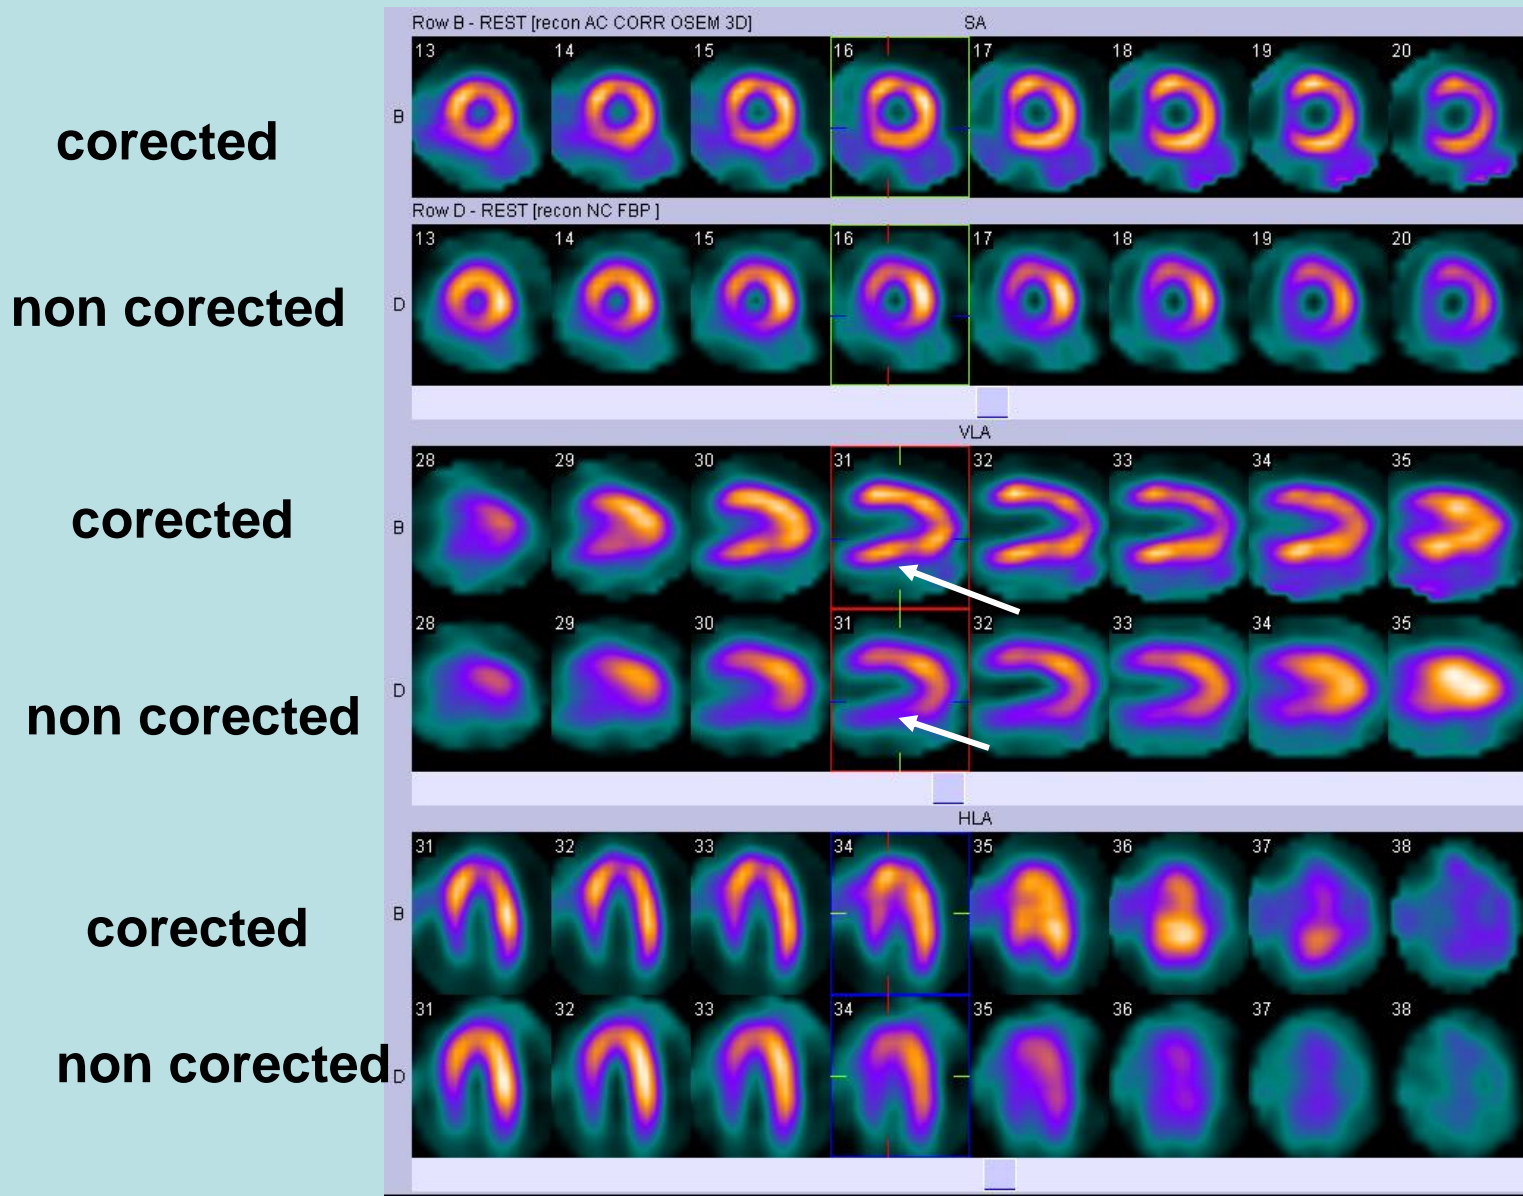 Row B - REST [recon AC CORR OSEM 3D] SA
13 14 15 16 17 18 19 20
B
corected
Row D - REST [recon NC FBP ]
13 14 15 16 17 18 19 20
D
non corected
VLA
28 29 30 31 32 33 34 35
B
corected
28 29 30 31 32 33 34 35
D
non corected
HLA
31 32 33 34 35 36 37 38
B
corected
31 32 33 34 35 36 37 38
non corected
D